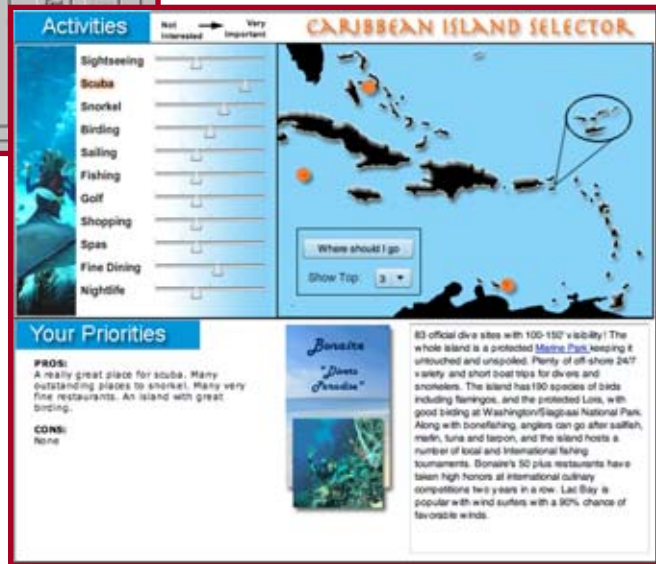 Activities
Not
Interested
Very
Important
CARIBBEAN ISLAND SELECTOR
Sightseeing
Scuba
Snorkel
Birding
Sailing
Fishing
Golf
Shopping
Spas
Fine Dining
Nightlife
Where should I go
Show Top: 3
Your Priorities
PROS:
A really great place for scuba. Many
outstanding places to snorkel. Many very
fine restaurants. An island with great
birding.
CONS:
None
Bonaire
"Divers
Paradise"
83 official dive sites with 100-150' visibility! The
whole island is a protected Marine Park keeping it
untouched and unspoiled. Plenty of off-shore 24/7
variety and short boat trips for divers and
snorkelers. The island has 190 species of birds
including flamingos, and the protected Lora, with
good birding at Washington/Slagbaai National Park.
Along with bonefishing, anglers can go after sailfish,
marlin, tuna and tarpon, and the island hosts a
number of local and International fishing
tournaments. Bonaire's 50 plus restaurants have
taken high honors at international culinary
competitions two years in a row. Lac Bay is
popular with wind surfers with a 90% chance of
favorable winds.